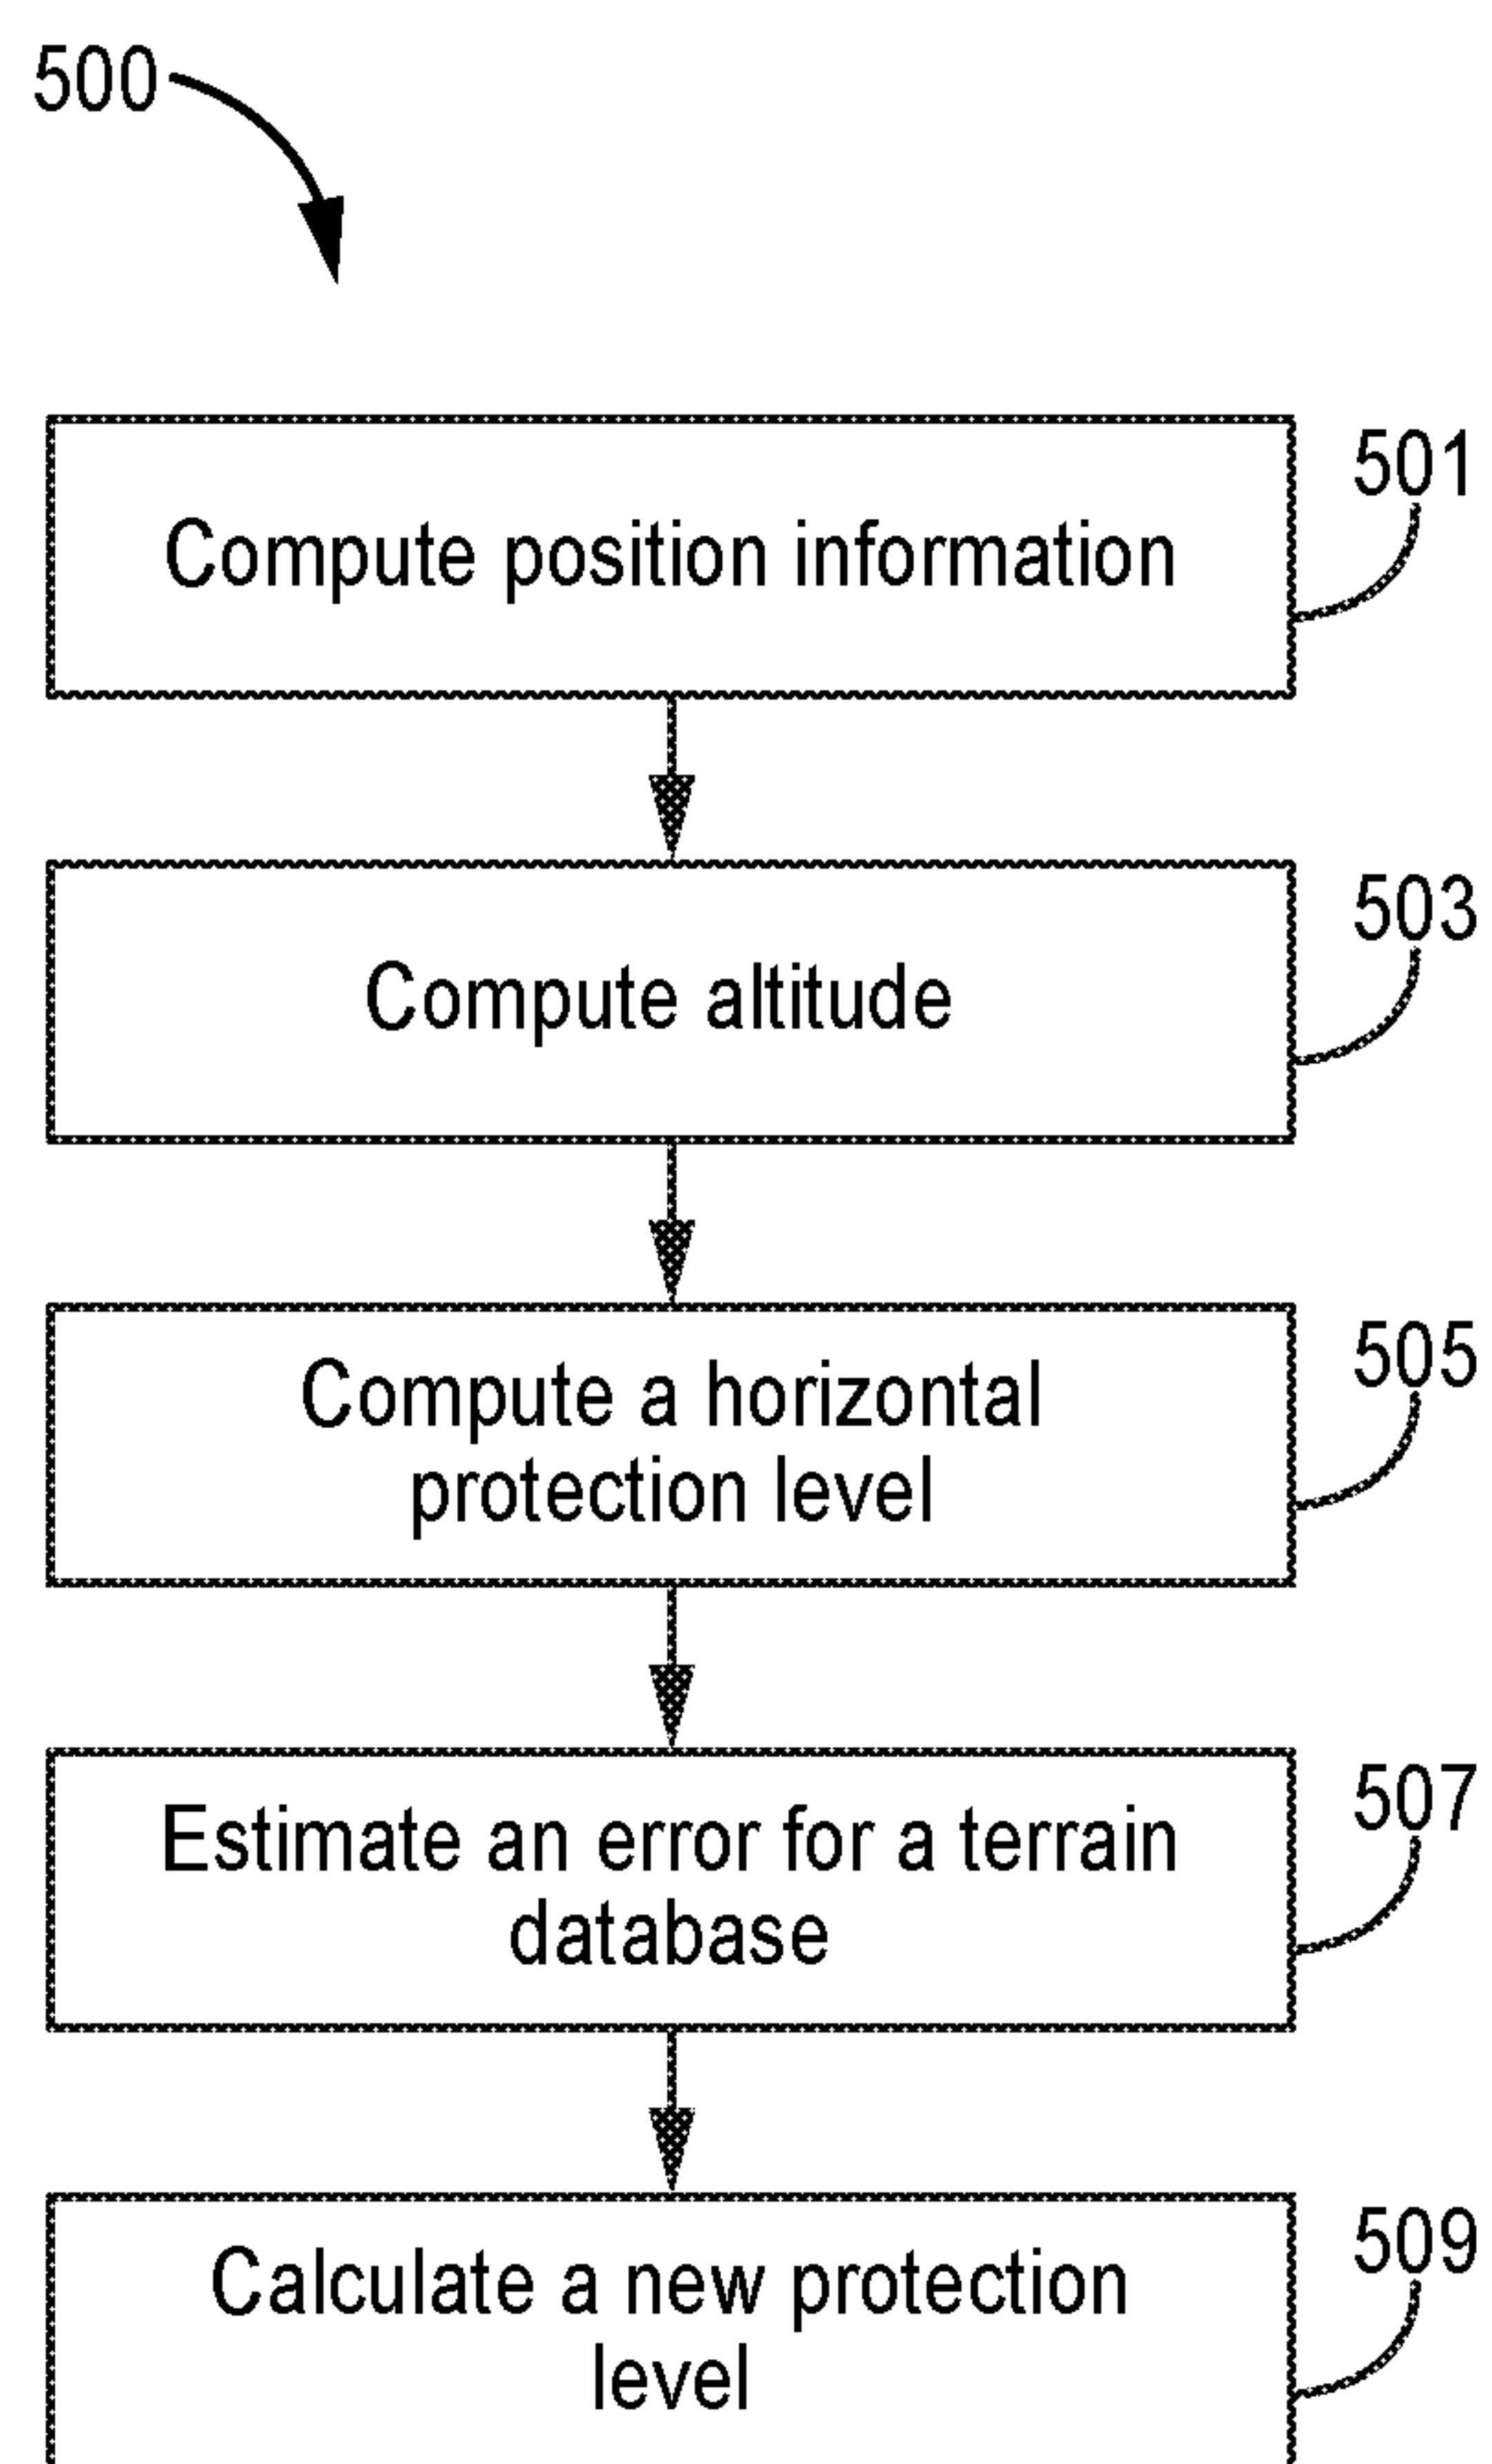 500
501
Compute position information
503
Compute altitude
505
Compute a horizontal
protection level
507
Estimate an error for a terrain
database
509
Calculate a new protection
level